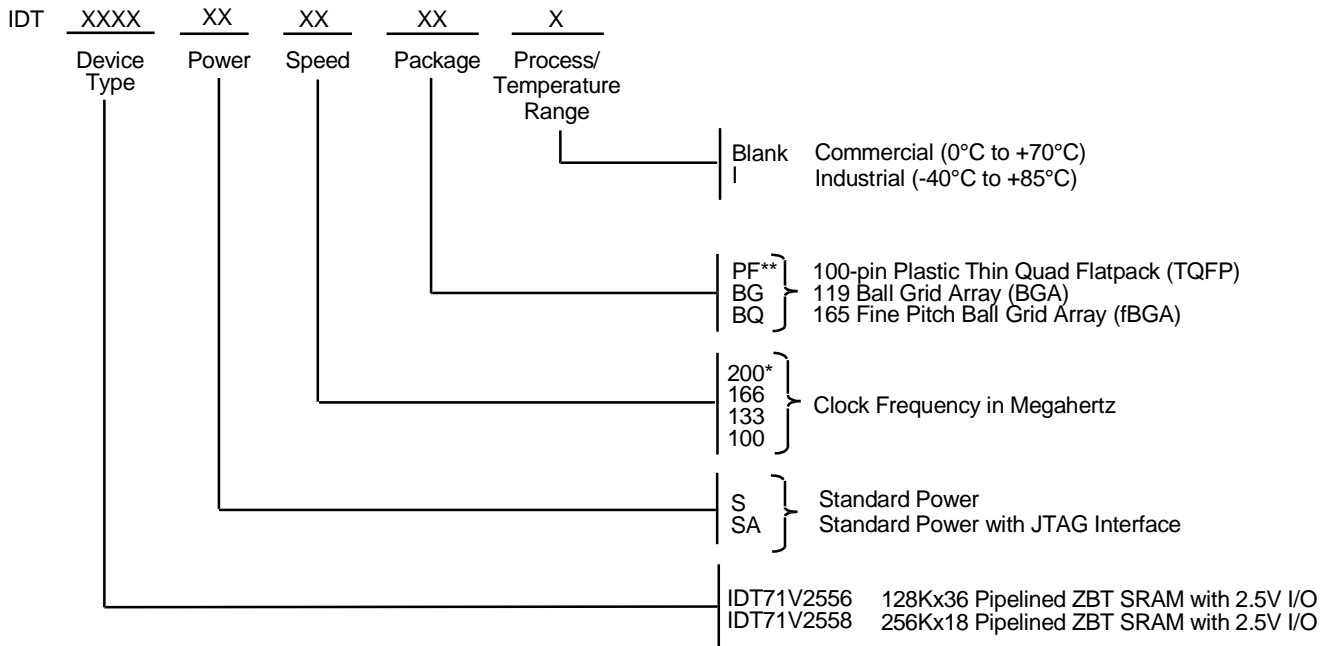 IDT XXXX XX XX XX X
Device Type
Power
Speed
Package
Process/
Temperature
Range
Blank Commercial (0°C to +70°C)
I Industrial (-40°C to +85°C)
PF** 100-pin Plastic Thin Quad Flatpack (TQFP)
BG 119 Ball Grid Array (BGA)
BQ 165 Fine Pitch Ball Grid Array (fBGA)
200*
166
133
100
Clock Frequency in Megahertz
S Standard Power
SA Standard Power with JTAG Interface
IDT71V2556 128Kx36 Pipelined ZBT SRAM with 2.5V I/O
IDT71V2558 256Kx18 Pipelined ZBT SRAM with 2.5V I/O